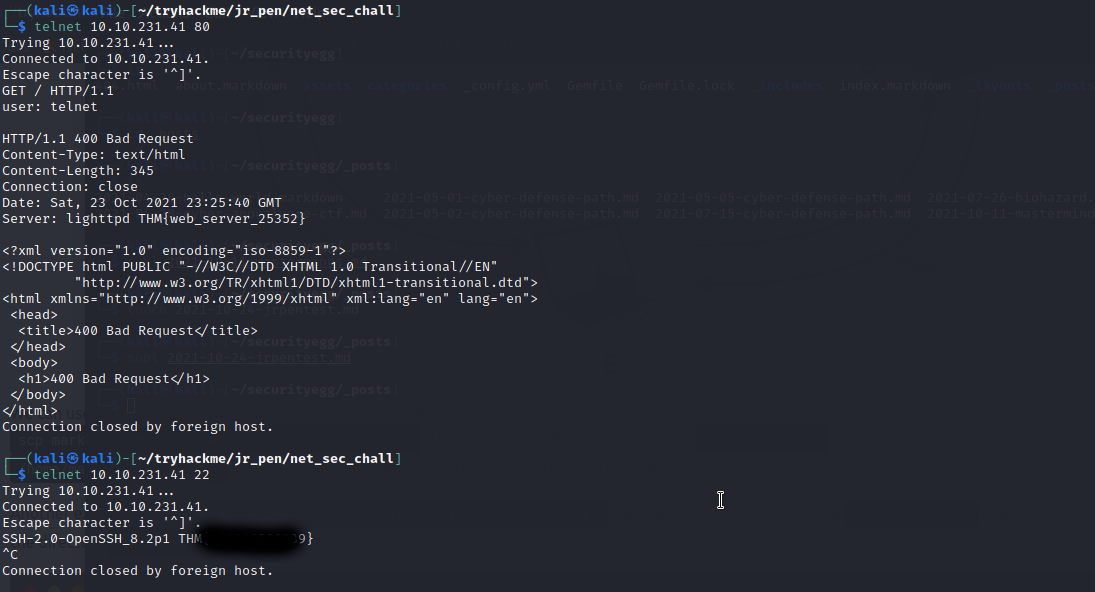 ┌──(kali㉿kali)-[~/tryhackme/jr_pen/net_sec_chall]
└─$ telnet 10.10.231.41 80
Trying 10.10.231.41...
Connected to 10.10.231.41.
Escape character is '^]'.
GET / HTTP/1.1
user: telnet
HTTP/1.1 400 Bad Request
Content-Type: text/html
Content-Length: 345
Connection: close
Date: Sat, 23 Oct 2021 23:25:40 GMT
Server: lighttpd THM{web_server_25352}
<?xml version="1.0" encoding="iso-8859-1"?>
<!DOCTYPE html PUBLIC "-//W3C//DTD XHTML 1.0 Transitional//EN"
"http://www.w3.org/TR/xhtml1/DTD/xhtml1-transitional.dtd">
<html xmlns="http://www.w3.org/1999/xhtml" xml:lang="en" lang="en">
<head>
<title>400 Bad Request</title>
</head>
<body>
<h1>400 Bad Request</h1>
</body>
</html>
Connection closed by foreign host.
┌──(kali㉿kali)-[~/tryhackme/jr_pen/net_sec_chall]
└─$ telnet 10.10.231.41 22
Trying 10.10.231.41...
Connected to 10.10.231.41.
Escape character is '^]'.
SSH-2.0-OpenSSH_8.2p1
^C
Connection closed by foreign host.